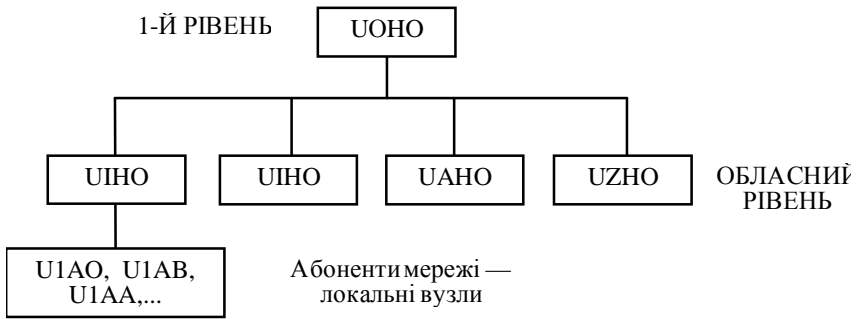 1-Й РІВЕНЬ
UOHO
UIHO
UIHO
UAHO
UZHO
ОБЛАСНИЙ
РІВЕНЬ
U1AO, U1AB,
U1AA,...
Абоненти мережі —
локальні вузли